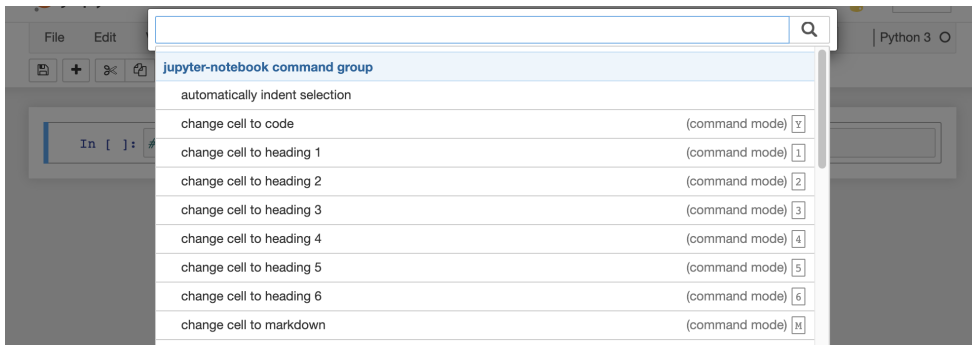 File Edit
Python 3
jupyter-notebook command group
automatically indent selection
change cell to code (command mode) Y
In [ ]: #
change cell to heading 1 (command mode) 1
change cell to heading 2 (command mode) 2
change cell to heading 3 (command mode) 3
change cell to heading 4 (command mode) 4
change cell to heading 5 (command mode) 5
change cell to heading 6 (command mode) 6
change cell to markdown (command mode) M